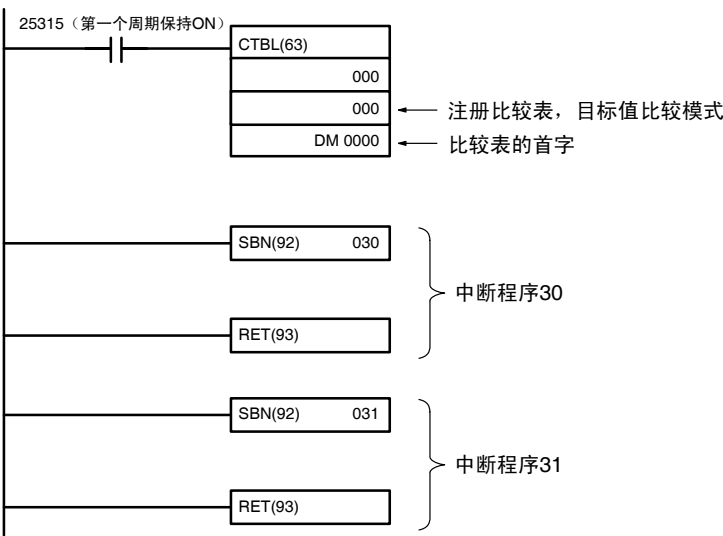 25315（第一个周期保持ON）
CTBL(63)
000
000
注册比较表，目标值比较模式
DM 0000
比较表的首字
SBN(92) 030
中断程序30
RET(93)
SBN(92) 031
中断程序31
RET(93)